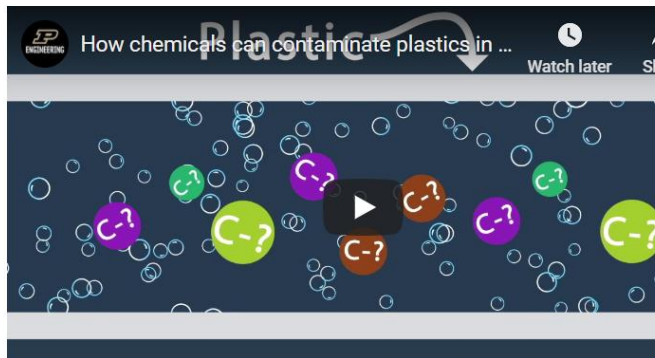 Plastic
P
ENGINEERING
How chemicals can contaminate plastics in ...
Watch later
C-?
C-?
C-?
C-?
C-?
C-?
C-?
C-?
C-?